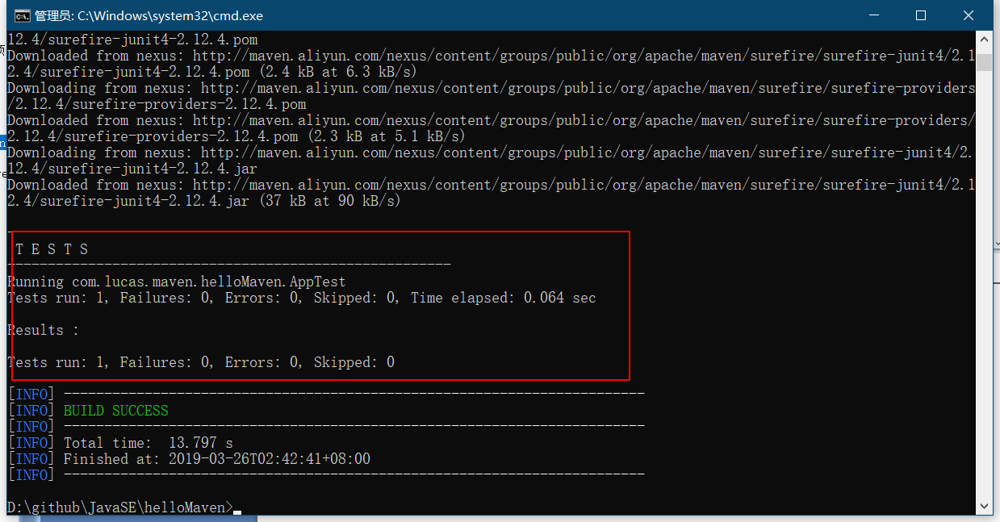 管理员: C:\Windows\system32\cmd.exe
12.4/surefire-junit4-2.12.4.pom
Downloaded from nexus: http://maven.aliyun.com/nexus/content/groups/public/org/apache/maven/surefire/surefire-junit4/2.1
2.4/surefire-junit4-2.12.4.pom (2.4 kB at 6.3 kB/s)
Downloading from nexus: http://maven.aliyun.com/nexus/content/groups/public/org/apache/maven/surefire/surefire-providers
/2.12.4/surefire-providers-2.12.4.pom
Downloaded from nexus: http://maven.aliyun.com/nexus/content/groups/public/org/apache/maven/surefire/surefire-providers/
2.12.4/surefire-providers-2.12.4.pom (2.3 kB at 5.1 kB/s)
Downloading from nexus: http://maven.aliyun.com/nexus/content/groups/public/org/apache/maven/surefire/surefire-junit4/2.
12.4/surefire-junit4-2.12.4.jar
Downloaded from nexus: http://maven.aliyun.com/nexus/content/groups/public/org/apache/maven/surefire/surefire-junit4/2.1
2.4/surefire-junit4-2.12.4.jar (37 kB at 90 kB/s)
T E S T S
-------------------------------------------------------
Running com.lucas.maven.helloMaven.AppTest
Tests run: 1, Failures: 0, Errors: 0, Skipped: 0, Time elapsed: 0.064 sec
Results :
Tests run: 1, Failures: 0, Errors: 0, Skipped: 0
[INFO] ------------------------------------------------------------------------
[INFO] BUILD SUCCESS
[INFO] ------------------------------------------------------------------------
[INFO] Total time:  13.797 s
[INFO] Finished at: 2019-03-26T02:42:41+08:00
[INFO] ------------------------------------------------------------------------
D:\github\JavaSE\helloMaven>